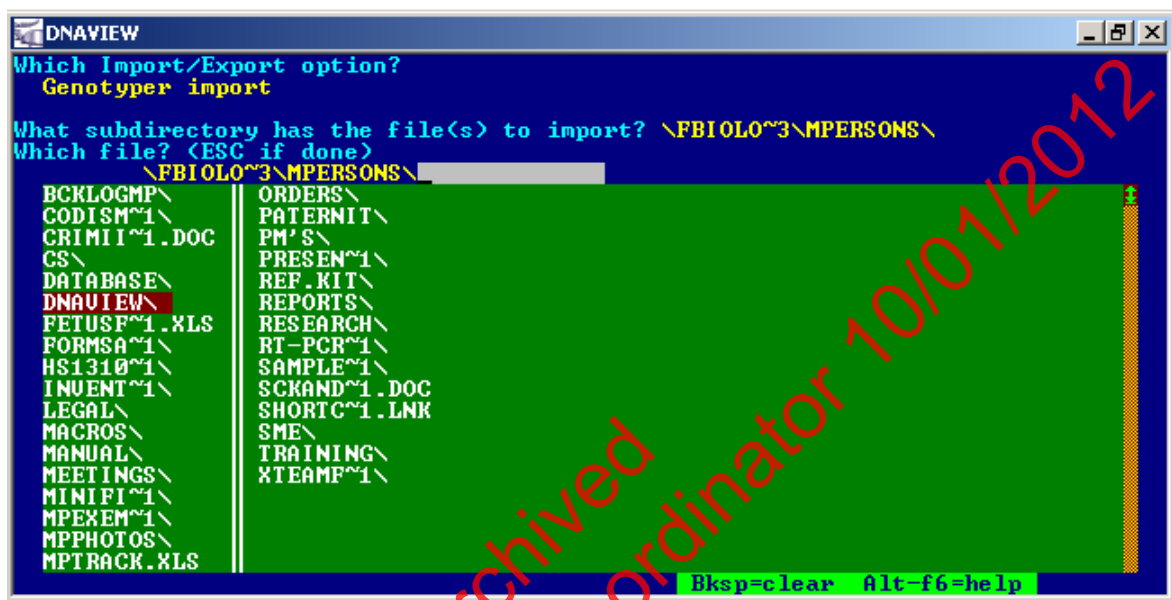 DNAVIEW
Which Import/Export option?
Genotyper import
What subdirectory has the file(s) to import? \FBIOLO~3\MPERSONS\
Which file? (ESC if done)
\FBIOLO~3\MPERSONS\_
BCKLOGMP\ ORDERS\
CODISM~1\ PATERNIT\
CRIMII~1.DOC PM'S\
CS\ PRESEN~1\
DATABASE\ REF.KIT\
DNAVIEW\ REPORTS\
FETUSF~1.XLS RESEARCH\
FORMSA~1\ RT-PCR~1\
HS1310~1\ SAMPLE~1\
INVENT~1\ SCKAND~1.DOC
LEGAL\ SHORTC~1.LNK
MACROS\ SME\
MANUAL\ TRAINING\
MEETINGS\ XTEAMF~1\
MINIFI~1\
MPEXEM~1\
MPPHOTOS\
MPTRACK.XLS
Bksp=clear Alt-f6=help
chived
ordinator 10/01/2012